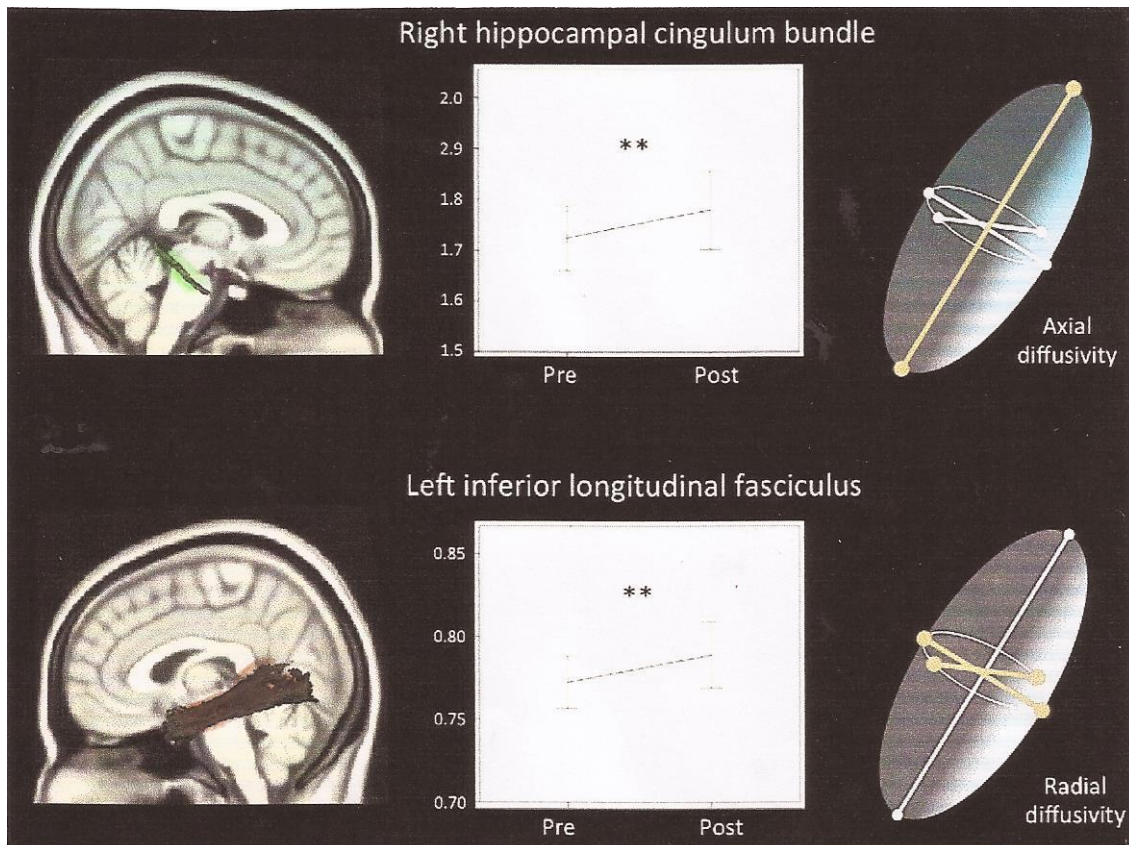 Right hippocampal cingulum bundle
2.0
2.9
1.8
1.7
1.6
1.5
**
Pre Post
Axial
diffusivity
Left inferior longitudinal fasciculus
0.85
0.80
0.75
0.70
**
Pre Post
Radial
diffusivity